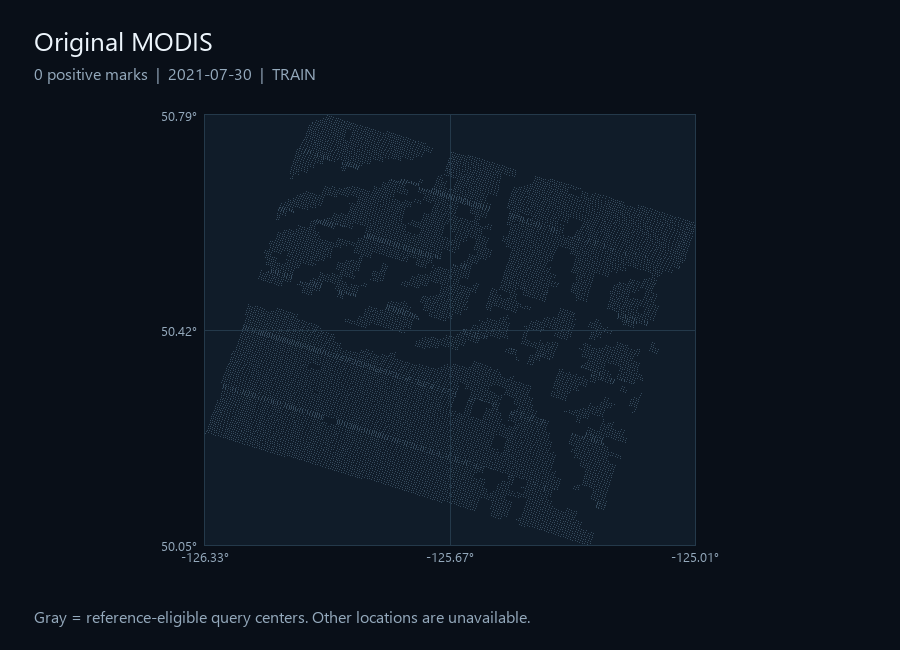 Original MODIS
0 positive marks | 2021-07-30 | TRAIN
50.79°
50.42°
50.05°
-126.33°
-125.67°
-125.01°
Gray = reference-eligible query centers. Other locations are unavailable.